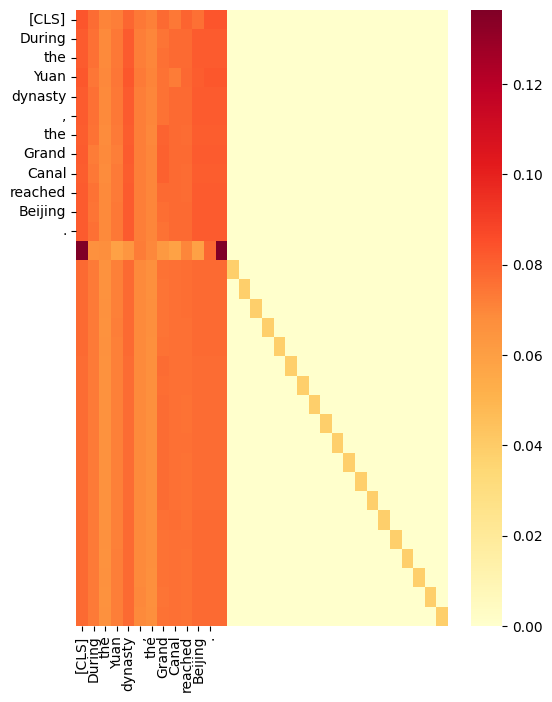 [CLS]
During
the
Yuan
dynasty
,
the
Grand
Canal
reached
Beijing
.
0.12
0.10
0.08
0.06
0.04
0.02
0.00
[CLS]
During
the
Yuan
dynasty
,
the
Grand
Canal
reached
Beijing
.